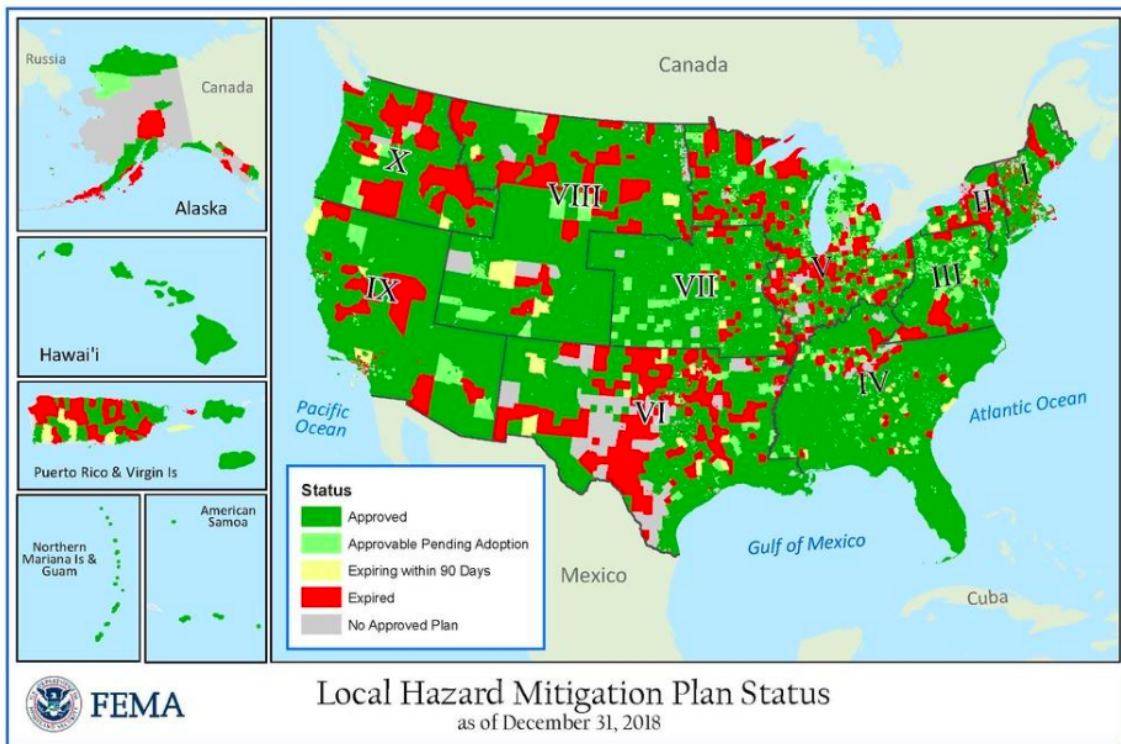 Russia
Canada
Alaska
Hawai'i
Puerto Rico & Virgin Is
Northern
Mariana Is &
Guam
American
Samoa
Canada
X
VIII
IX
VII
VI
V
IV
III
II
I
Pacific
Ocean
Atlantic Ocean
Gulf of Mexico
Mexico
Cuba
Status
Approved
Approvable Pending Adoption
Expiring within 90 Days
Expired
No Approved Plan
FEMA
Local Hazard Mitigation Plan Status
as of December 31, 2018